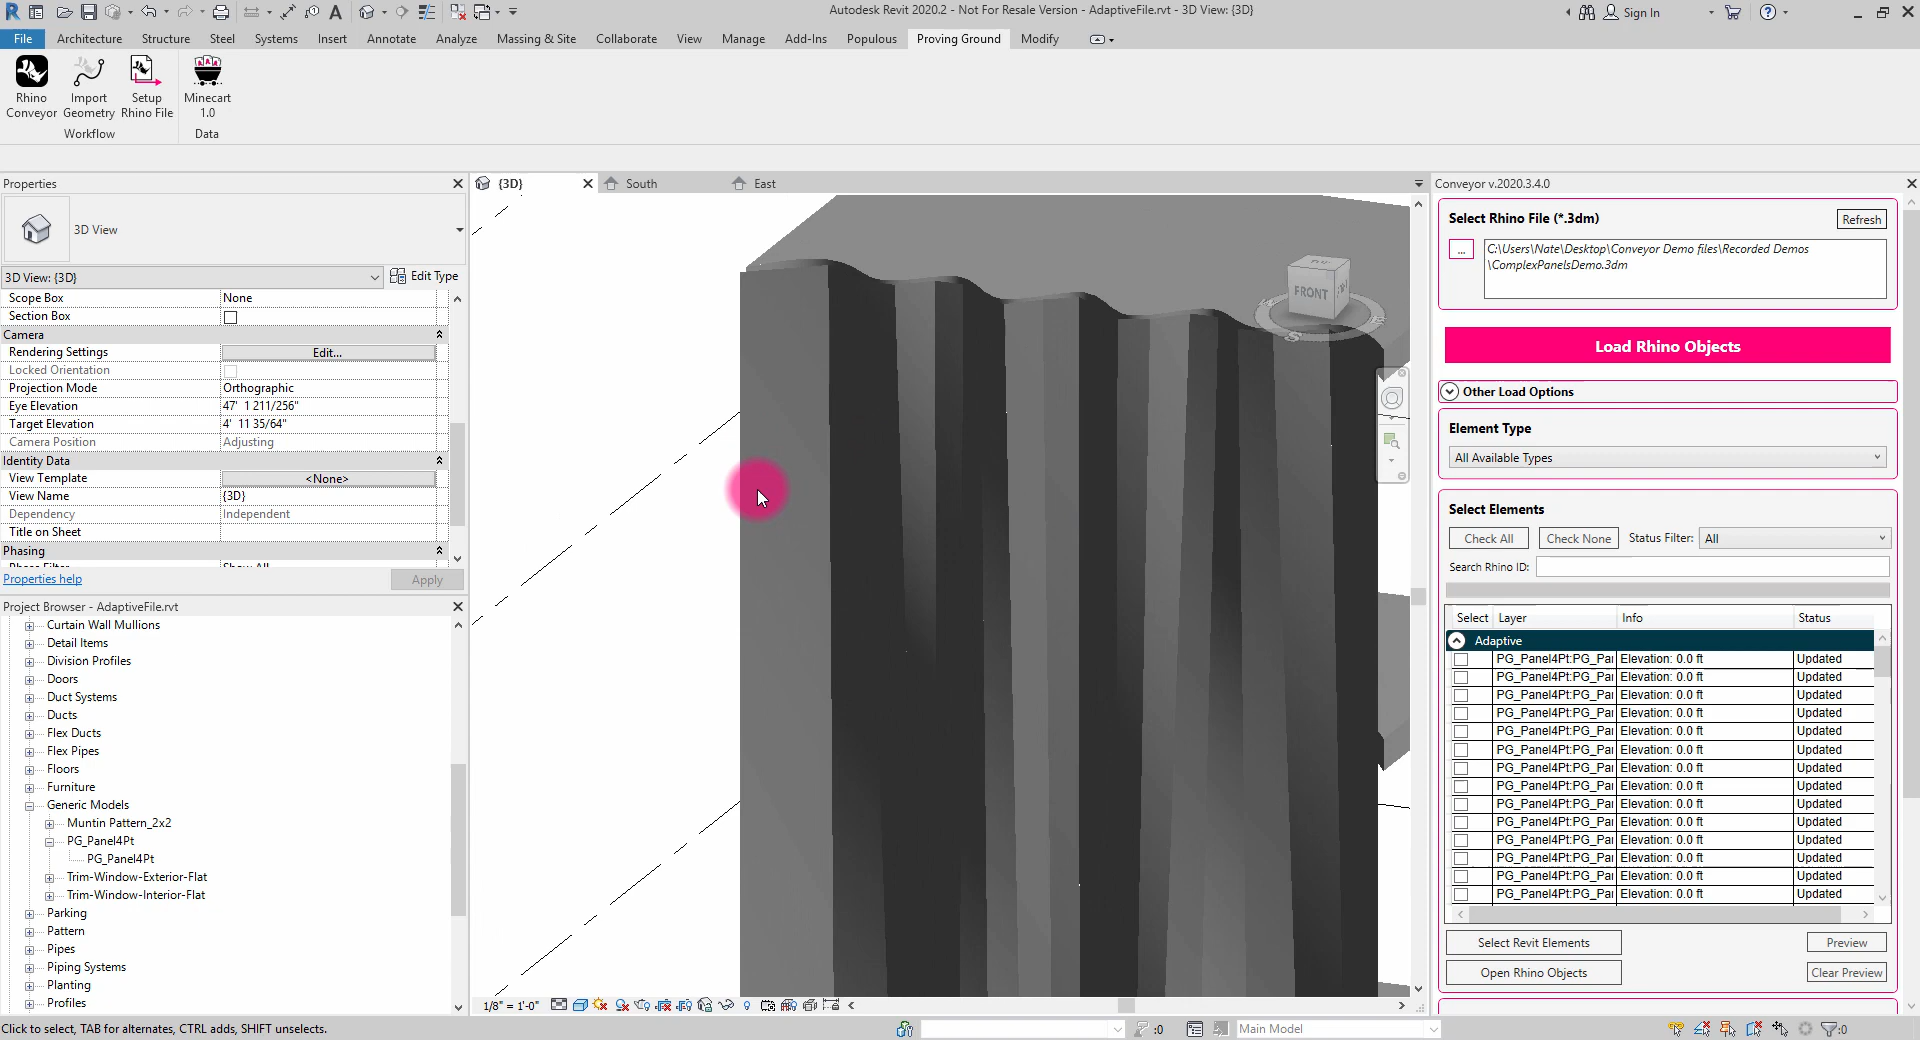 Autodesk Revit 2020.2 - Not For Resale Version - AdaptiveFile.rvt - 3D View: {3D}
Sign In
File Architecture Structure Steel Systems Insert Annotate Analyze Massing & Site Collaborate View Manage Add-Ins Populous Proving Ground Modify
Rhino Conveyor
Import Geometry
Setup Rhino File
Minecart 1.0
Workflow
Data
Properties
3D View
3D View: {3D}
Edit Type
Scope Box None
Section Box
Camera
Rendering Settings Edit...
Locked Orientation
Projection Mode Orthographic
Eye Elevation 47' 1 211/256"
Target Elevation 4' 11 35/64"
Camera Position Adjusting
Identity Data
View Template <None>
View Name {3D}
Dependency Independent
Title on Sheet
Phasing
Properties help
Apply
Project Browser - AdaptiveFile.rvt
Curtain Wall Mullions
Detail Items
Division Profiles
Doors
Duct Systems
Ducts
Flex Ducts
Flex Pipes
Floors
Furniture
Generic Models
Muntin Pattern_2x2
PG_Panel4Pt
PG_Panel4Pt
Trim-Window-Exterior-Flat
Trim-Window-Interior-Flat
Parking
Pattern
Pipes
Piping Systems
Planting
Profiles
{3D}
South
East
FRONT
S
1/8" = 1'-0"
Conveyor v.2020.3.4.0
Select Rhino File (*.3dm)
Refresh
...
C:\Users\Nate\Desktop\Conveyor Demo files\Recorded Demos
\ComplexPanelsDemo.3dm
Load Rhino Objects
Other Load Options
Element Type
All Available Types
Select Elements
Check All
Check None
Status Filter: All
Search Rhino ID:
Select Layer Info Status
Adaptive
PG_Panel4Pt:PG_Pai Elevation: 0.0 ft Updated
PG_Panel4Pt:PG_Pai Elevation: 0.0 ft Updated
PG_Panel4Pt:PG_Pai Elevation: 0.0 ft Updated
PG_Panel4Pt:PG_Pai Elevation: 0.0 ft Updated
PG_Panel4Pt:PG_Pai Elevation: 0.0 ft Updated
PG_Panel4Pt:PG_Pai Elevation: 0.0 ft Updated
PG_Panel4Pt:PG_Pai Elevation: 0.0 ft Updated
PG_Panel4Pt:PG_Pai Elevation: 0.0 ft Updated
PG_Panel4Pt:PG_Pai Elevation: 0.0 ft Updated
PG_Panel4Pt:PG_Pai Elevation: 0.0 ft Updated
PG_Panel4Pt:PG_Pai Elevation: 0.0 ft Updated
PG_Panel4Pt:PG_Pai Elevation: 0.0 ft Updated
PG_Panel4Pt:PG_Pai Elevation: 0.0 ft Updated
PG_Panel4Pt:PG_Pai Elevation: 0.0 ft Updated
Select Revit Elements
Preview
Open Rhino Objects
Clear Preview
Click to select, TAB for alternates, CTRL adds, SHIFT unselects.
:0
Main Model
:0